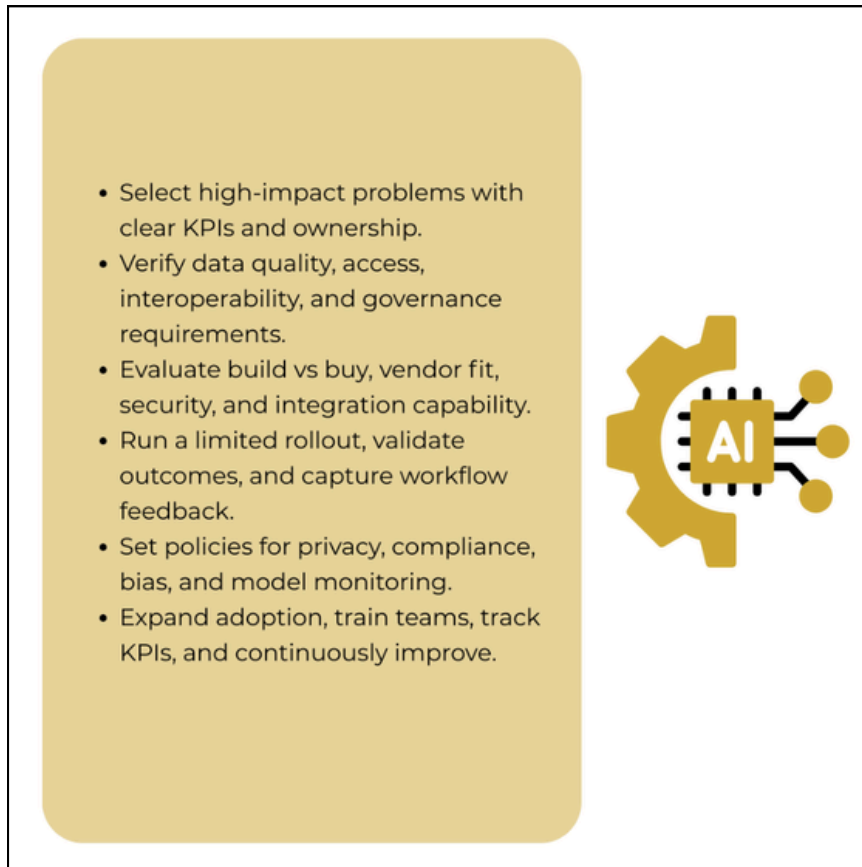 • Select high-impact problems with
clear KPIs and ownership.
• Verify data quality, access,
interoperability, and governance
requirements.
• Evaluate build vs buy, vendor fit,
security, and integration capability.
• Run a limited rollout, validate
outcomes, and capture workflow
feedback.
• Set policies for privacy, compliance,
bias, and model monitoring.
• Expand adoption, train teams, track
KPIs, and continuously improve.
AI